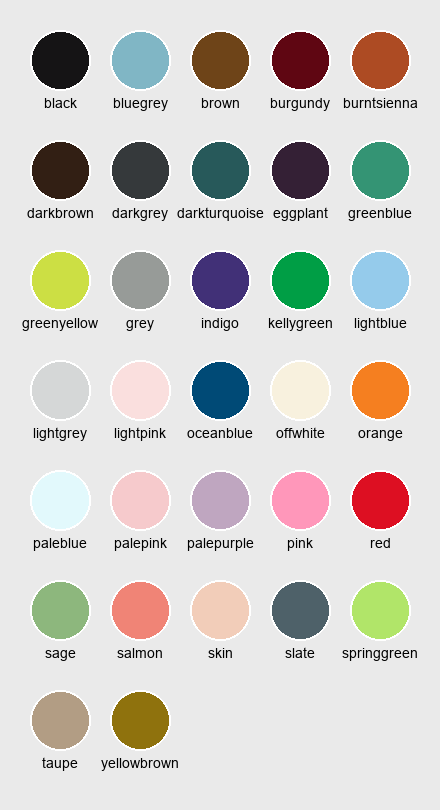 black bluegrey brown burgundy burntsienna
darkbrown darkgrey darkturquoise eggplant greenblue
greenyellow grey indigo kellygreen lightblue
lightgrey lightpink oceanblue offwhite orange
paleblue palepink palepurple pink red
sage salmon skin slate springgreen
taupe yellowbrown